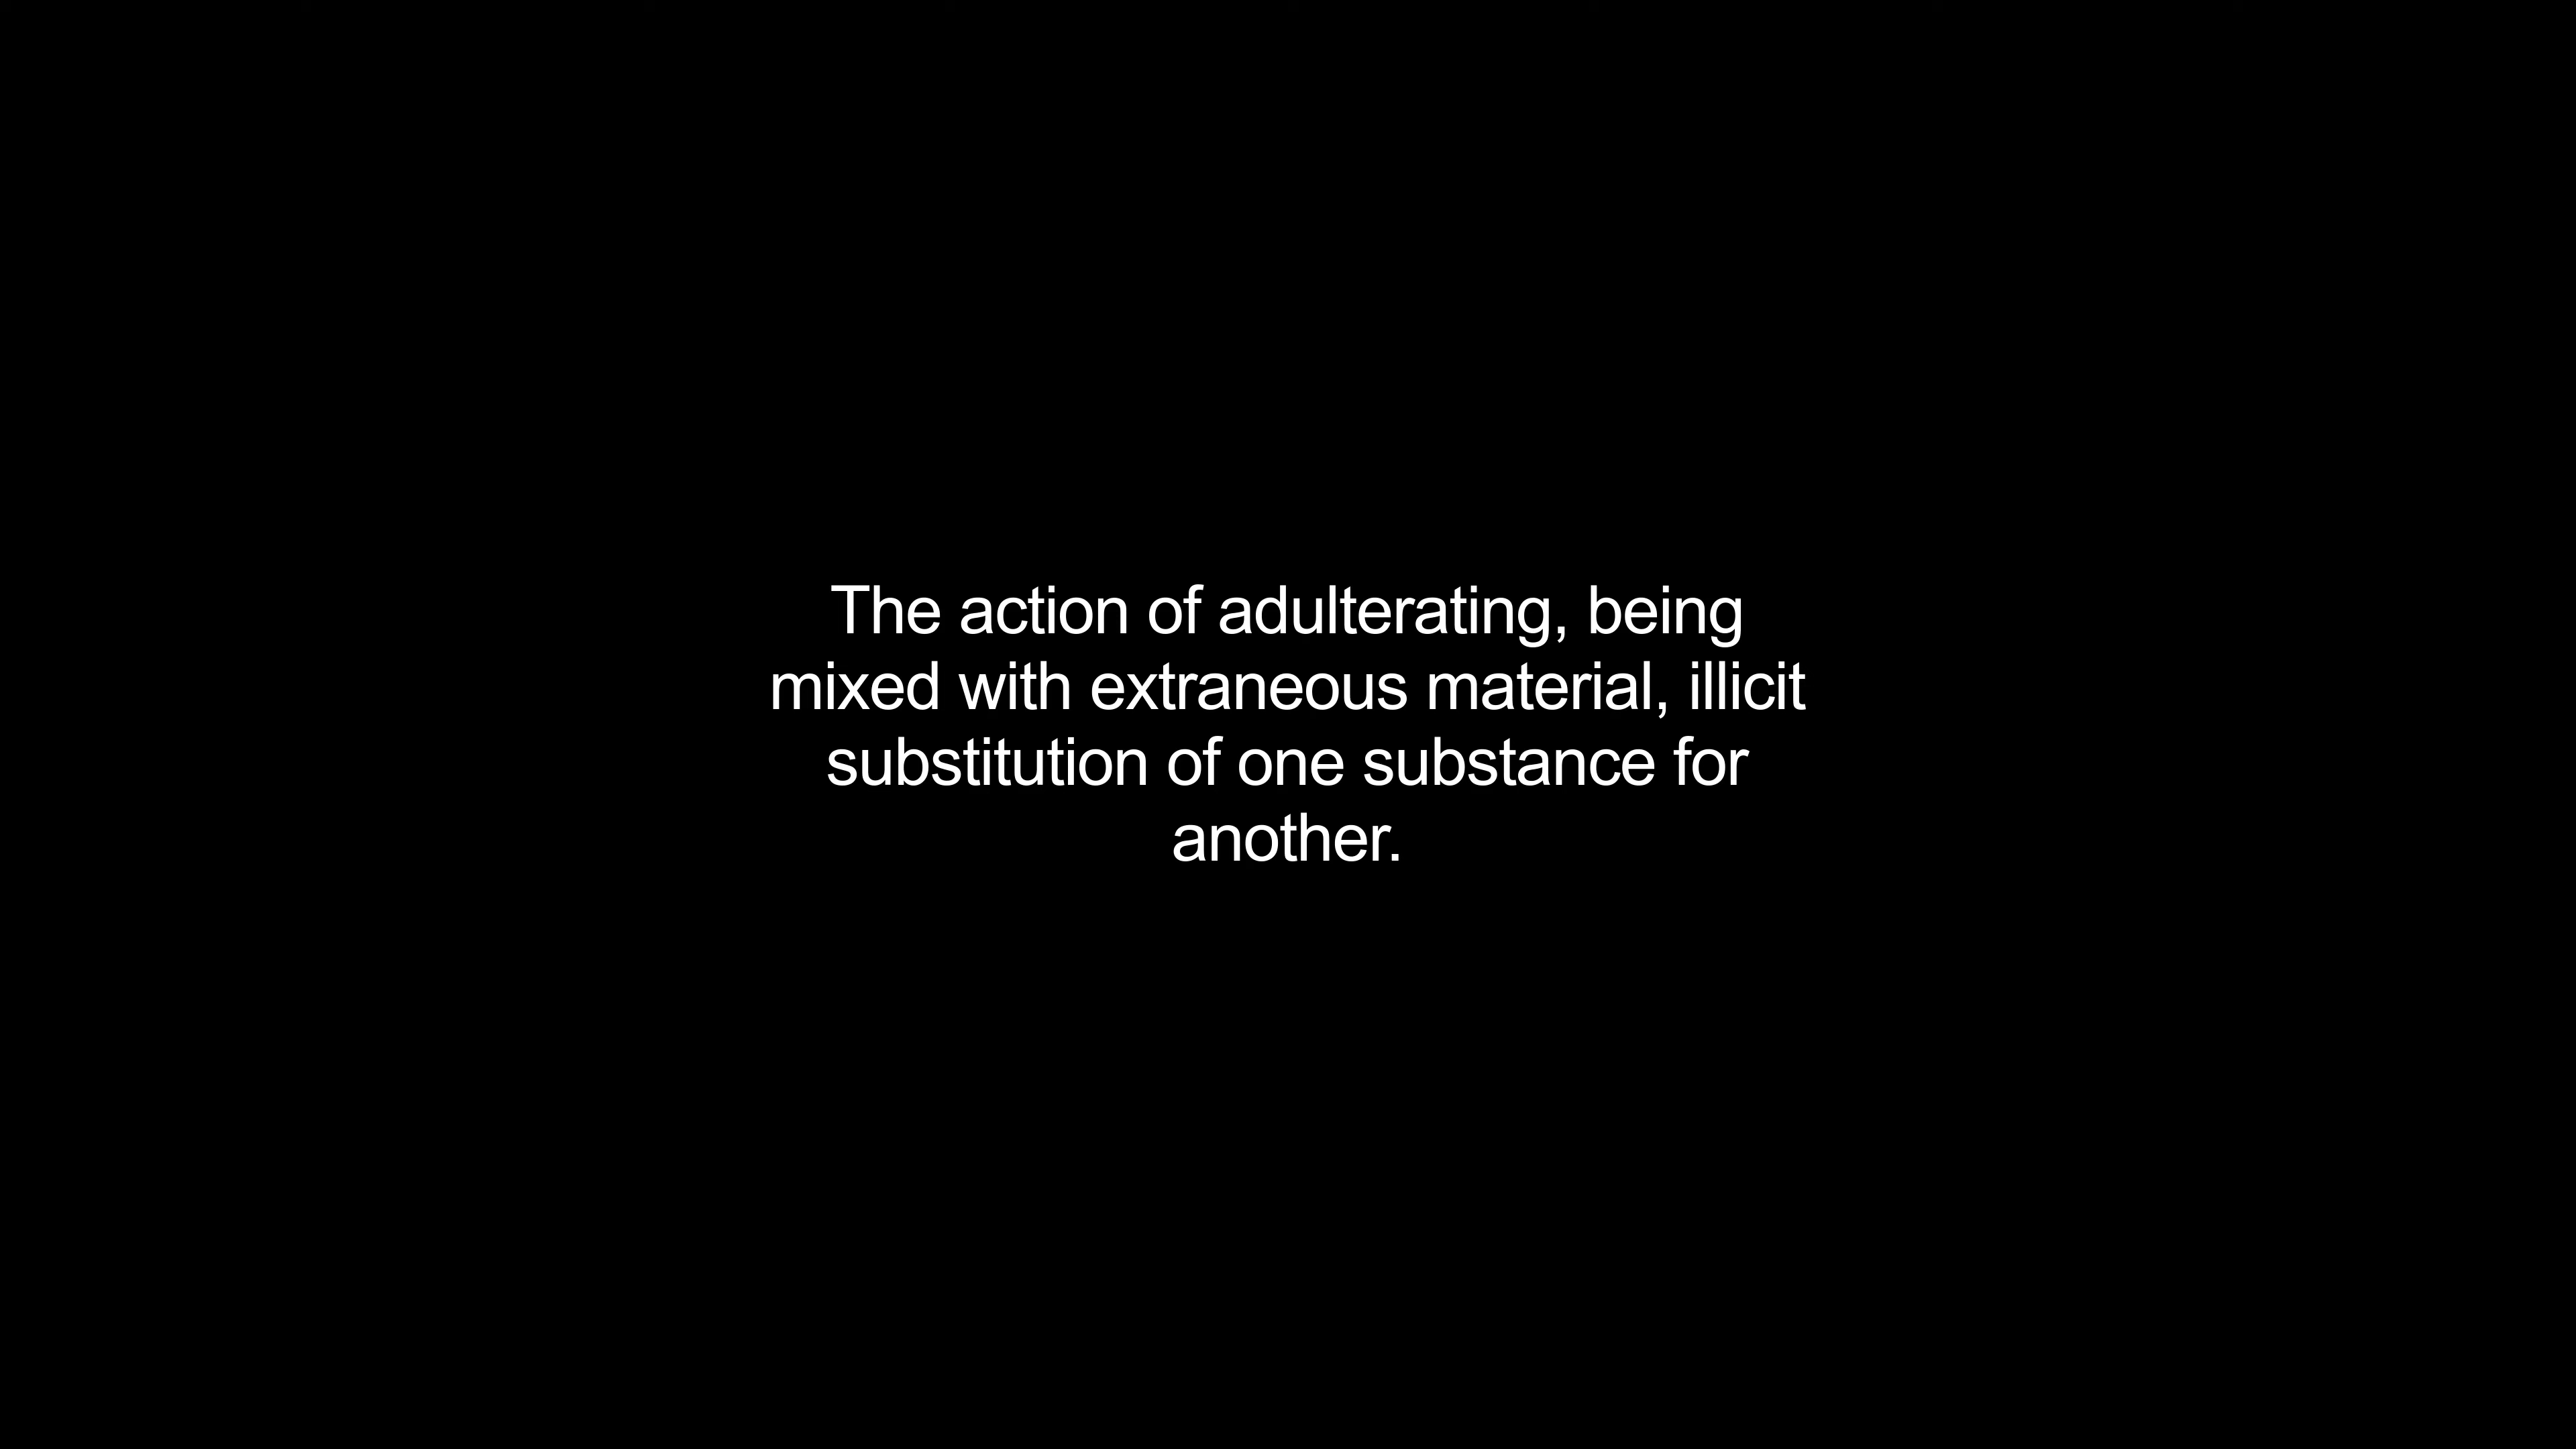 The action of adulterating, being
mixed with extraneous material, illicit
substitution of one substance for
another.